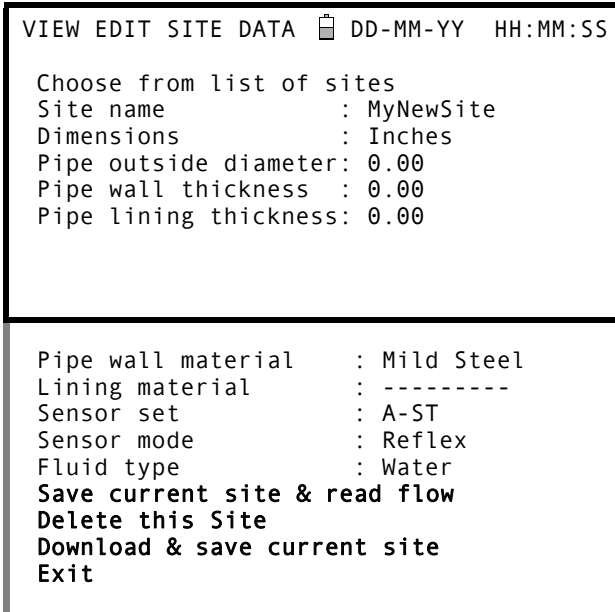 VIEW EDIT SITE DATA DD-MM-YY HH:MM:SS
Choose from list of sites
Site name : MyNewSite
Dimensions : Inches
Pipe outside diameter: 0.00
Pipe wall thickness : 0.00
Pipe lining thickness: 0.00
Pipe wall material : Mild Steel
Lining material : ---------
Sensor set : A-ST
Sensor mode : Reflex
Fluid type : Water
Save current site & read flow
Delete this Site
Download & save current site
Exit